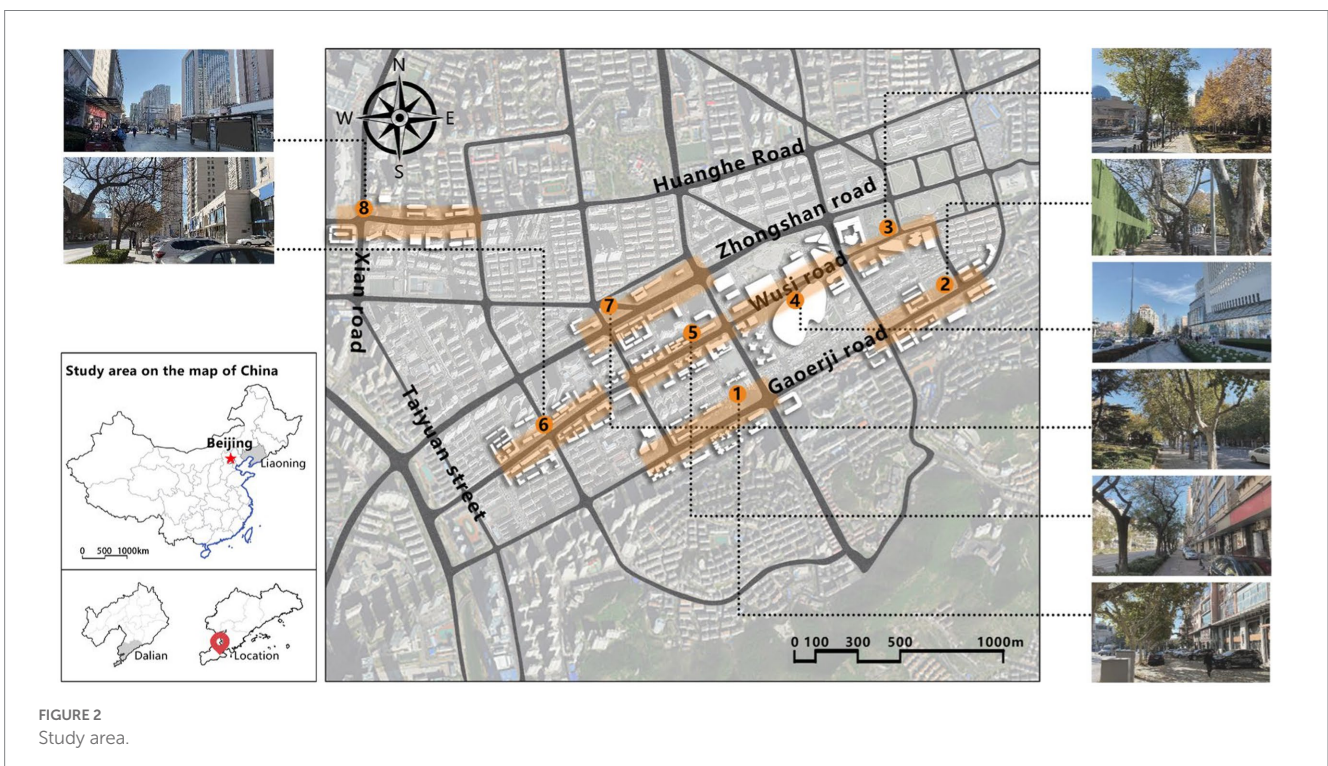 N
W
E
S
Huanghe Road
Zhongshan road
8
3
Xian road
Wusi road
2
4
7
5
Gaoerji road
1
Taiyuan street
6
Study area on the map of China
Beijing
Liaoning
0 500 1000km
Dalian
Location
0 100 300 500 1000m
FIGURE 2
Study area.